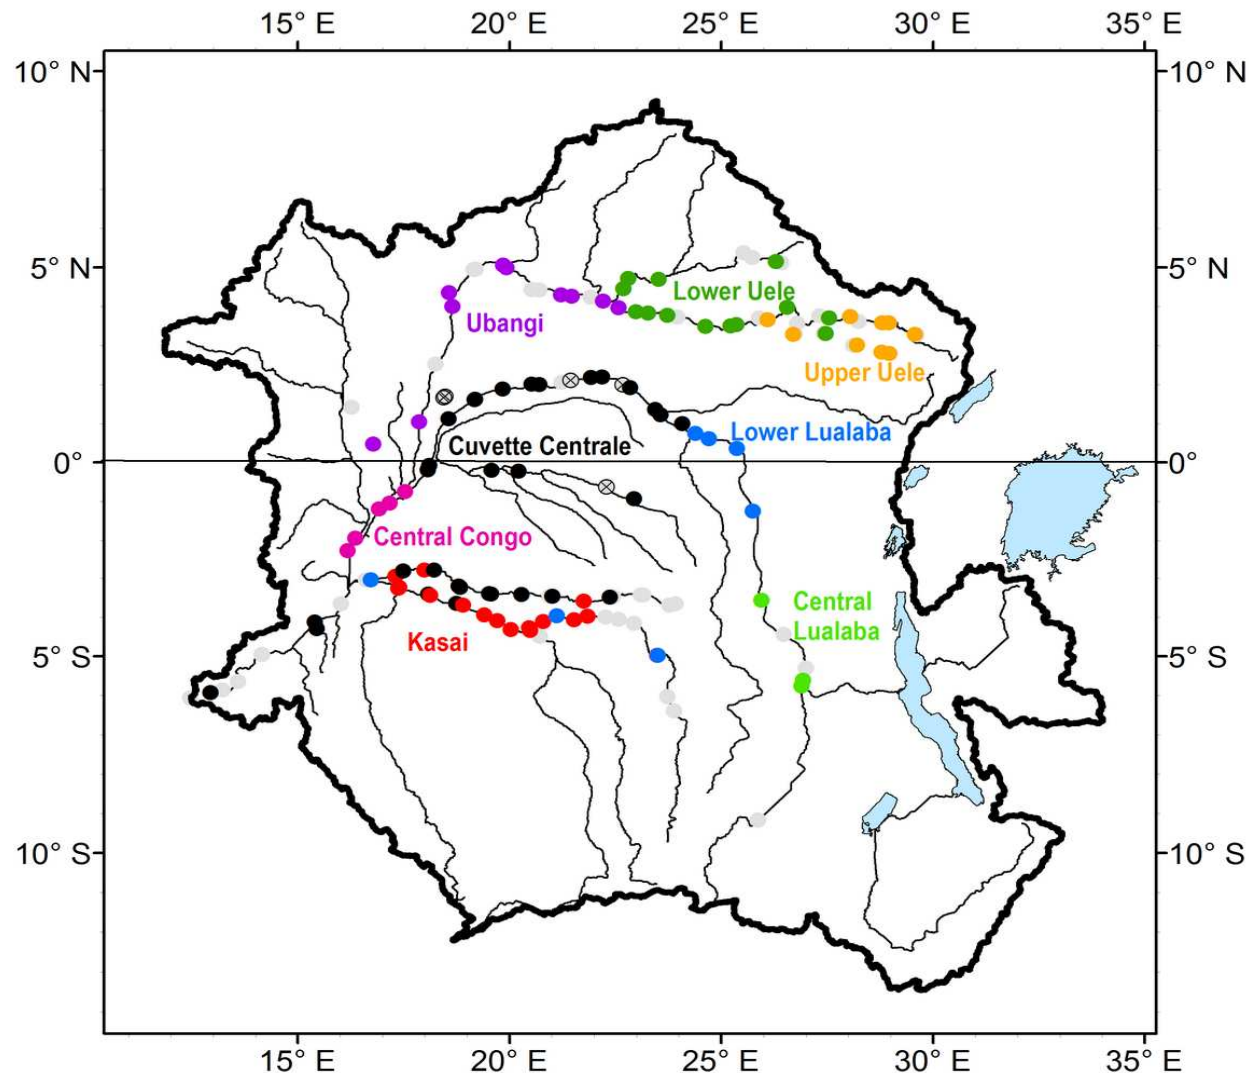 15° E 20° E 25° E 30° E 35° E
10° N 10° N
5° N 5° N
Lower Uele
Ubangi
Upper Uele
Lower Lualaba
Cuvette Centrale
0° 0°
Central Congo
Central
Lualaba
Kasai
5° S 5° S
10° S 10° S
15° E 20° E 25° E 30° E 35° E